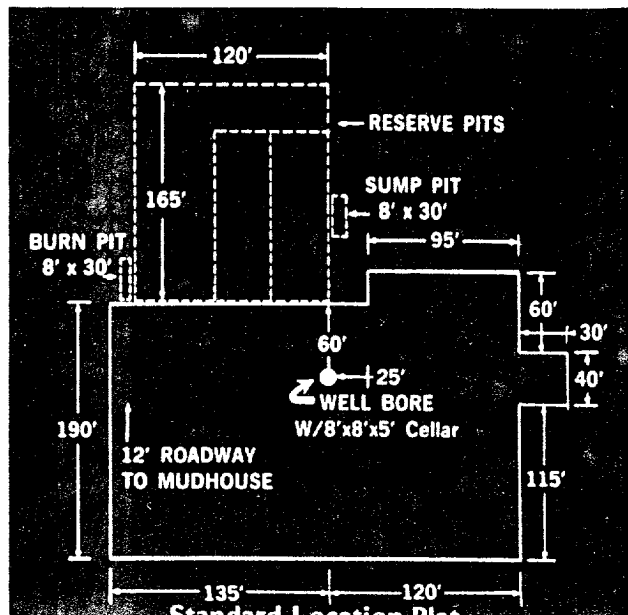 120'
RESERVE PITS
165'
SUMP PIT
8' x 30'
BURN PIT
8' x 30'
95'
60'
30'
60'
25'
40'
WELL BORE
W/8'x8'x5' Cellar
190'
12' ROADWAY
TO MUDHOUSE
115'
135'
120'
Standard Location Plat